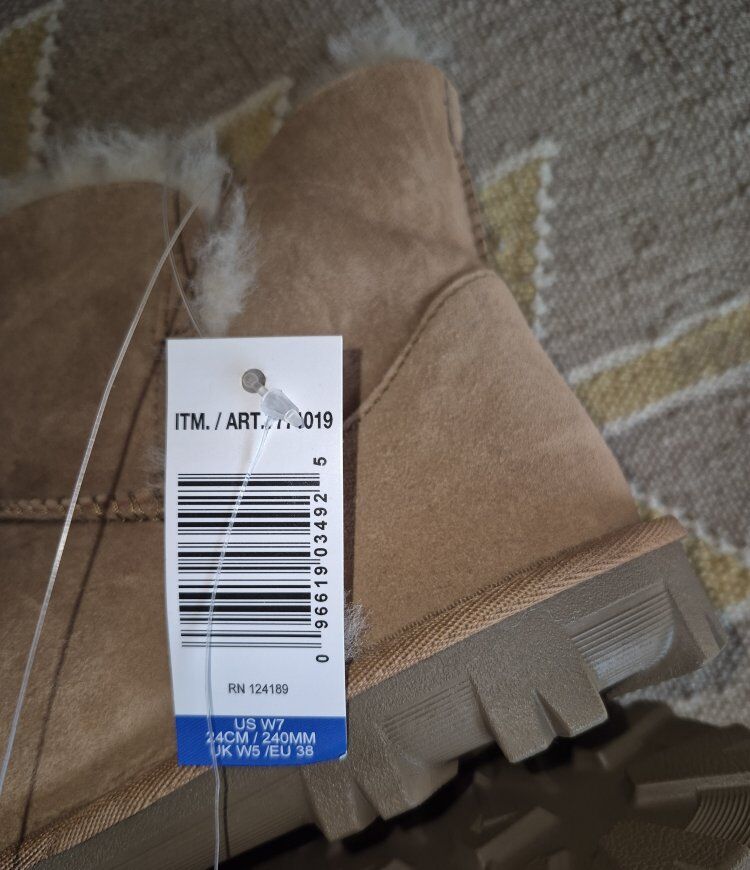 ITM. / ART.
0 96619 03492 5
RN 124189
US W7
24CM / 240MM
UK W5 /EU 38